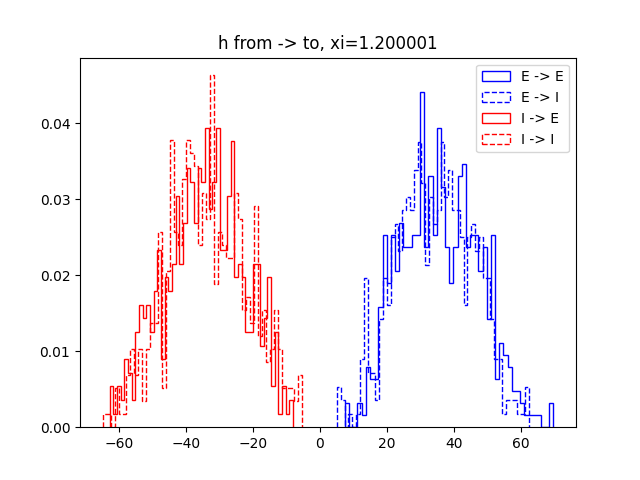 h from -> to, xi=1.200001
E -> E
E -> I
I -> E
I -> I
0.04
0.03
0.02
0.01
0.00
−60 −40 −20 0 20 40 60